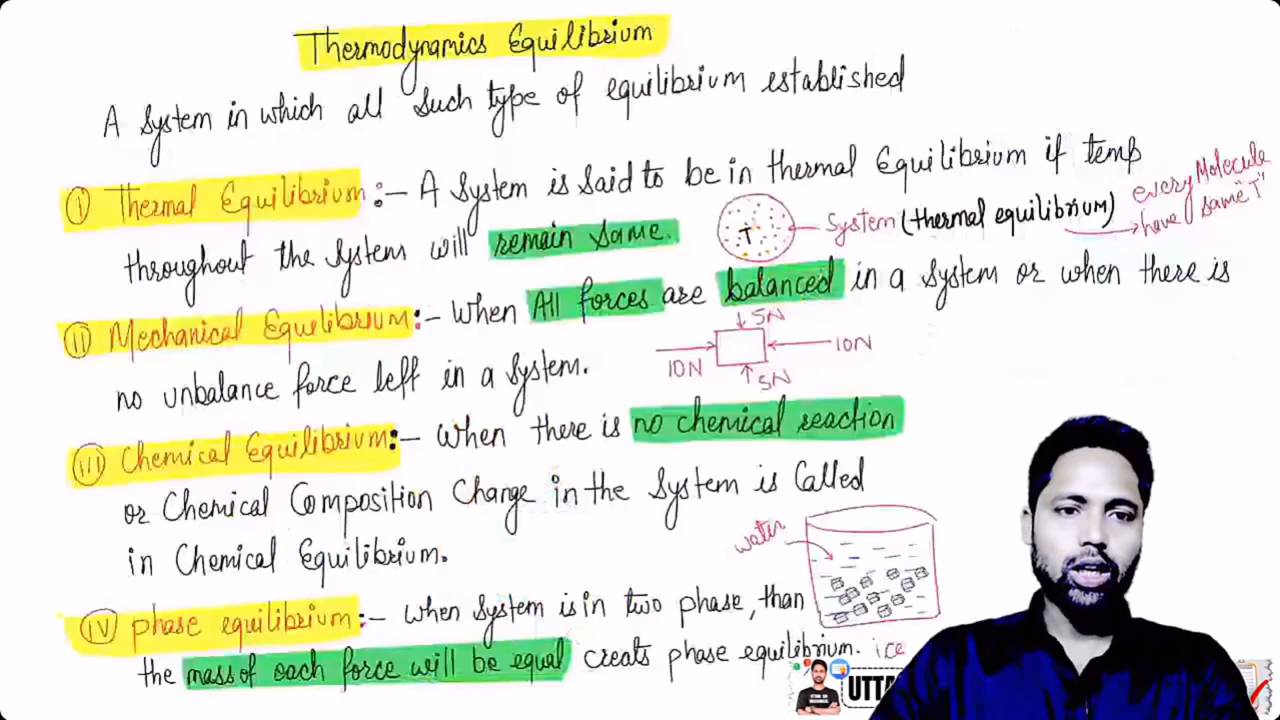 Thermodynamics Equilibrium
A System in which all such type of equilibrium established
① Thermal Equilibrium :- A System is said to be in thermal Equilibrium if temp
throughout the System will remain same.
T
System (thermal equilibrium)
every Molecule
have same "T"
② Mechanical Equilibrium :- When All forces are balanced in a System or when there is
no unbalance force left in a System.
5N
10N
10N
5N
③ Chemical Equilibrium :- When there is no chemical reaction
or Chemical Composition Change in the System is Called
in Chemical Equilibrium.
water
④ phase equilibrium :- When System is in two phase, than
the mass of each force will be equal creats phase equilibrium. ice
UTTA